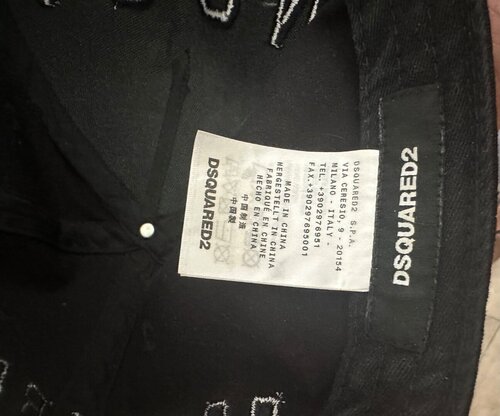 DSQUARED2
DSQUARED2 S.P.A.
VIA CERESIO, 9 - 20154
MILANO - ITALY -
TEL.+3902976951
FAX.+390297695001
MADE IN CHINA
HERGESTELLT IN CHINA
FABRIQUÉ EN CHINE
HECHO EN CHINA
中国制造
中国製
DSQUARED2